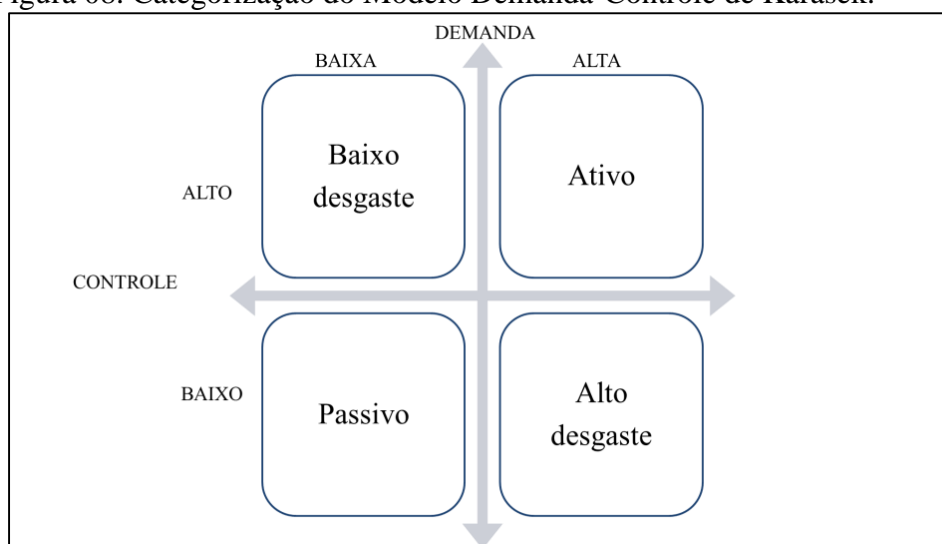 Figura 08: Categorização do Modelo Demanda-Controle de Karasek.
DEMANDA
BAIXA
ALTA
Baixo
desgaste
Ativo
ALTO
CONTROLE
BAIXO
Passivo
Alto
desgaste